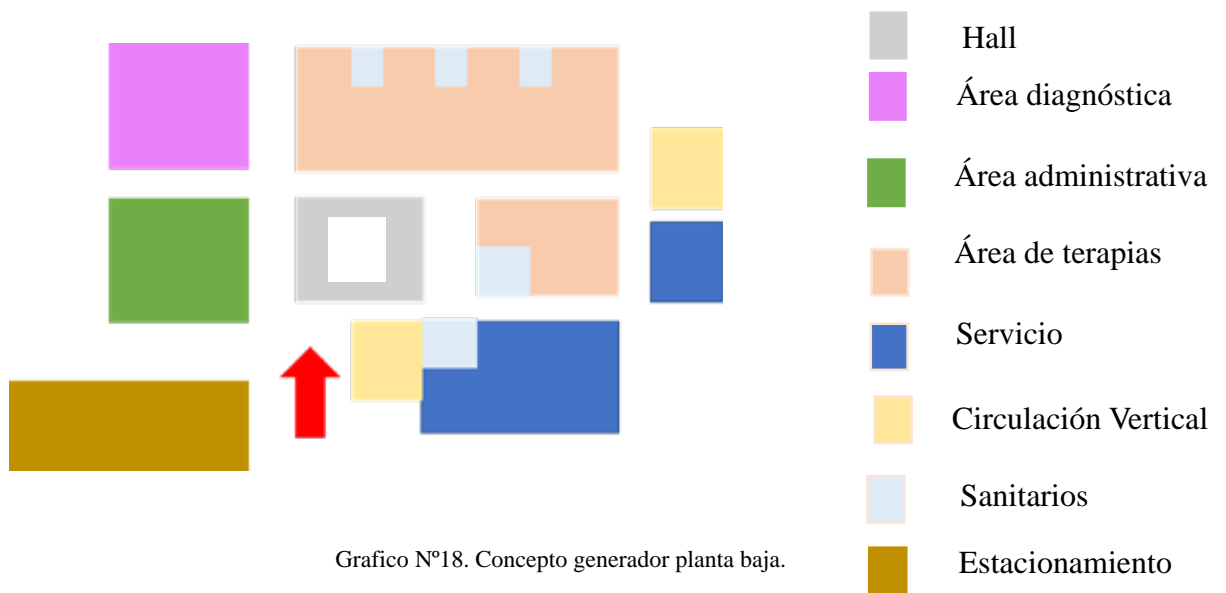 Hall
Área diagnóstica
Área administrativa
Área de terapias
Servicio
Circulación Vertical
Sanitarios
Estacionamiento
Grafico Nº18. Concepto generador planta baja.